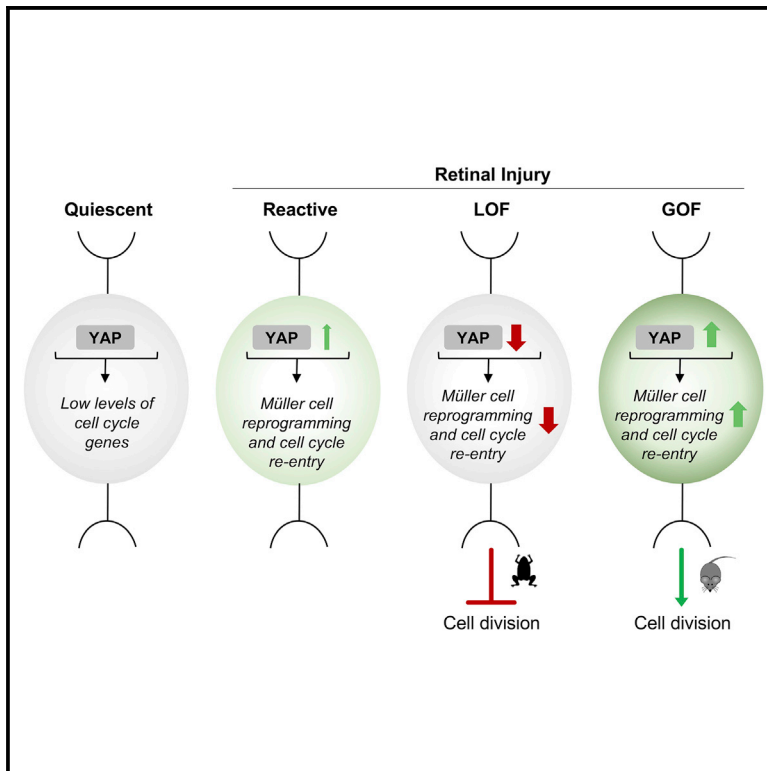 Retinal Injury
Quiescent
Reactive
LOF
GOF
YAP
Low levels of
cell cycle
genes
YAP
Müller cell
reprogramming
and cell cycle
re-entry
YAP
Müller cell
reprogramming
and cell cycle
re-entry
YAP
Müller cell
reprogramming
and cell cycle
re-entry
Cell division
Cell division